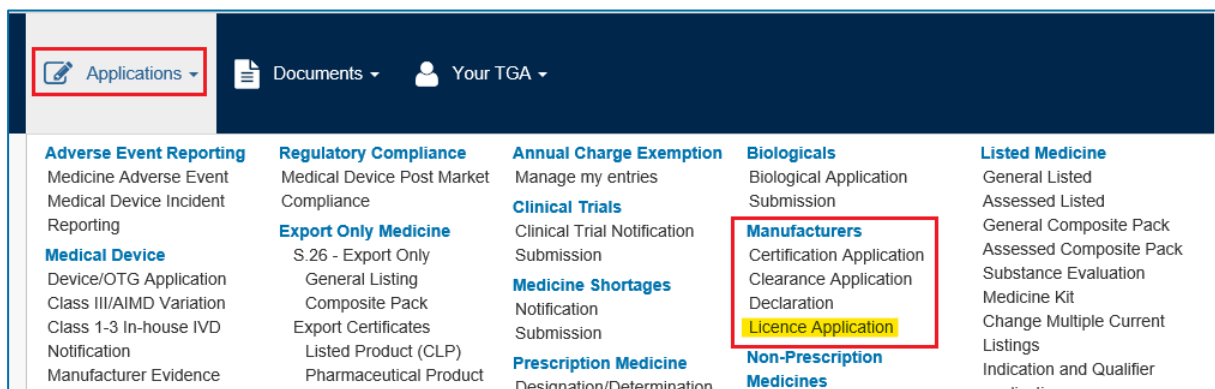 Applications
Documents
Your TGA
Adverse Event Reporting
Medicine Adverse Event
Medical Device Incident
Reporting
Medical Device
Device/OTG Application
Class III/AIMD Variation
Class 1-3 In-house IVD
Notification
Manufacturer Evidence
Regulatory Compliance
Medical Device Post Market
Compliance
Export Only Medicine
S.26 - Export Only
General Listing
Composite Pack
Export Certificates
Listed Product (CLP)
Pharmaceutical Product
Annual Charge Exemption
Manage my entries
Clinical Trials
Clinical Trial Notification
Submission
Medicine Shortages
Notification
Submission
Prescription Medicine
Designation/Determination
Biologicals
Biological Application
Submission
Manufacturers
Certification Application
Clearance Application
Declaration
Licence Application
Non-Prescription
Medicines
Listed Medicine
General Listed
Assessed Listed
General Composite Pack
Assessed Composite Pack
Substance Evaluation
Medicine Kit
Change Multiple Current
Listings
Indication and Qualifier